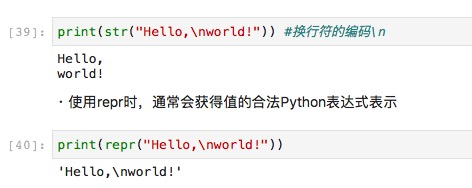 [39]: print(str("Hello,\nworld!")) #换行符的编码\n
Hello,
world!
· 使用repr时，通常会获得值的合法Python表达式表示
[40]: print(repr("Hello,\nworld!"))
'Hello,\nworld!'